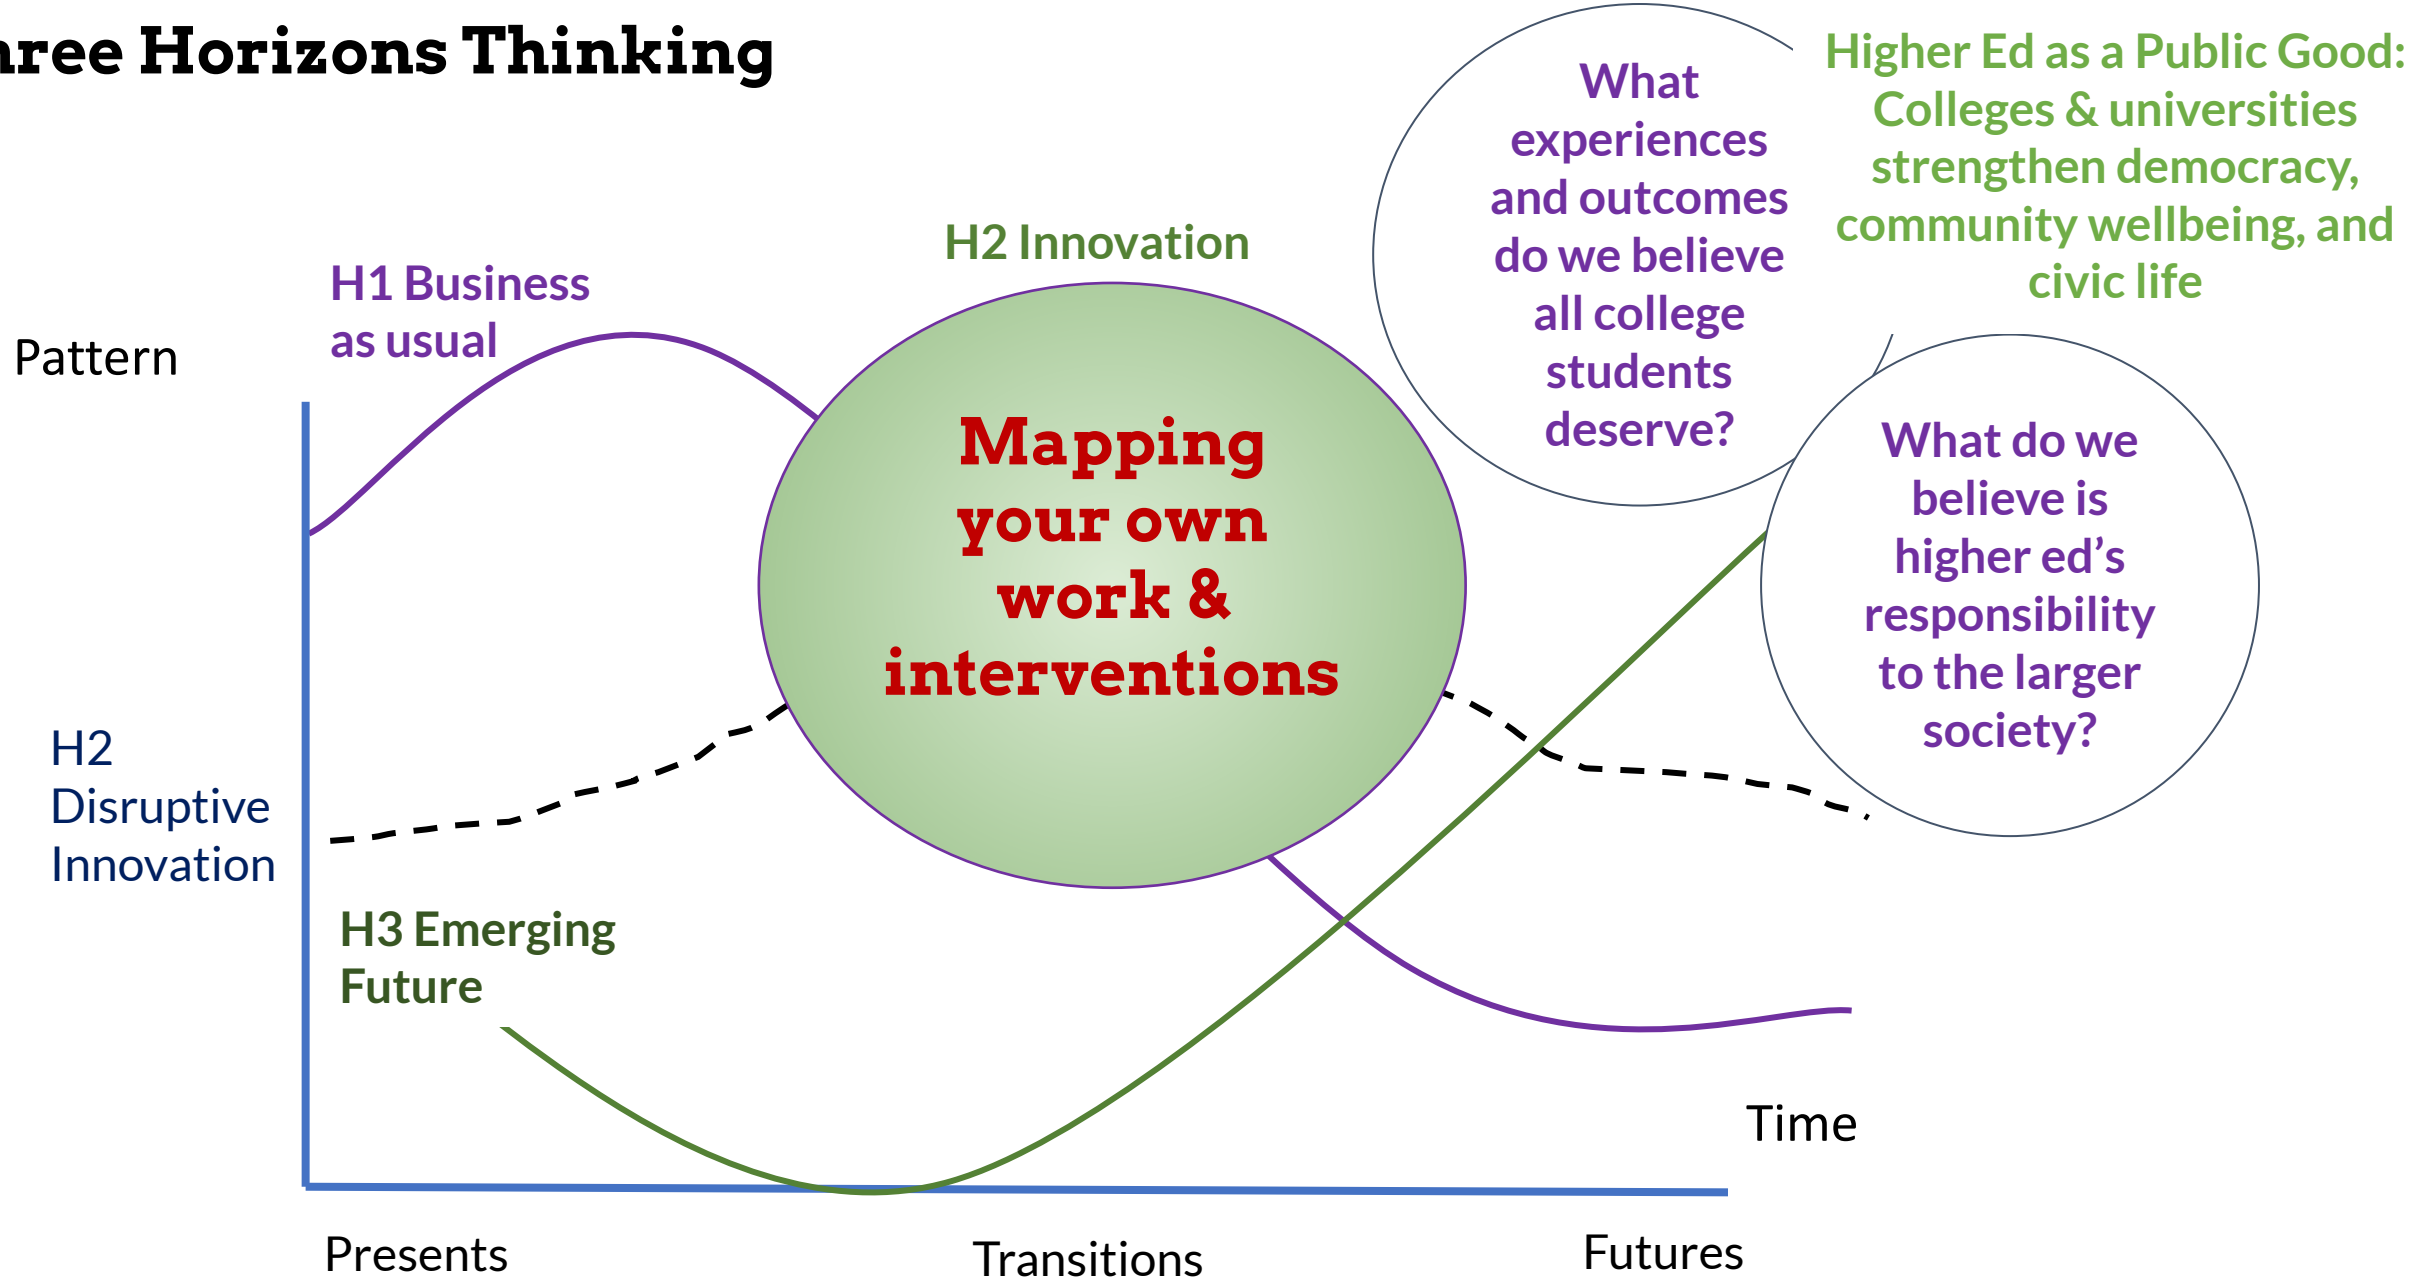 hree Horizons Thinking
What
experiences
and outcomes
do we believe
all college
students
deserve?
Higher Ed as a Public Good:
Colleges & universities
strengthen democracy,
community wellbeing, and
civic life
H2 Innovation
H1 Business
as usual
Pattern
Mapping
your own
work &
interventions
What do we
believe is
higher ed’s
responsibility
to the larger
society?
H2
Disruptive
Innovation
H3 Emerging
Future
Time
Presents
Transitions
Futures